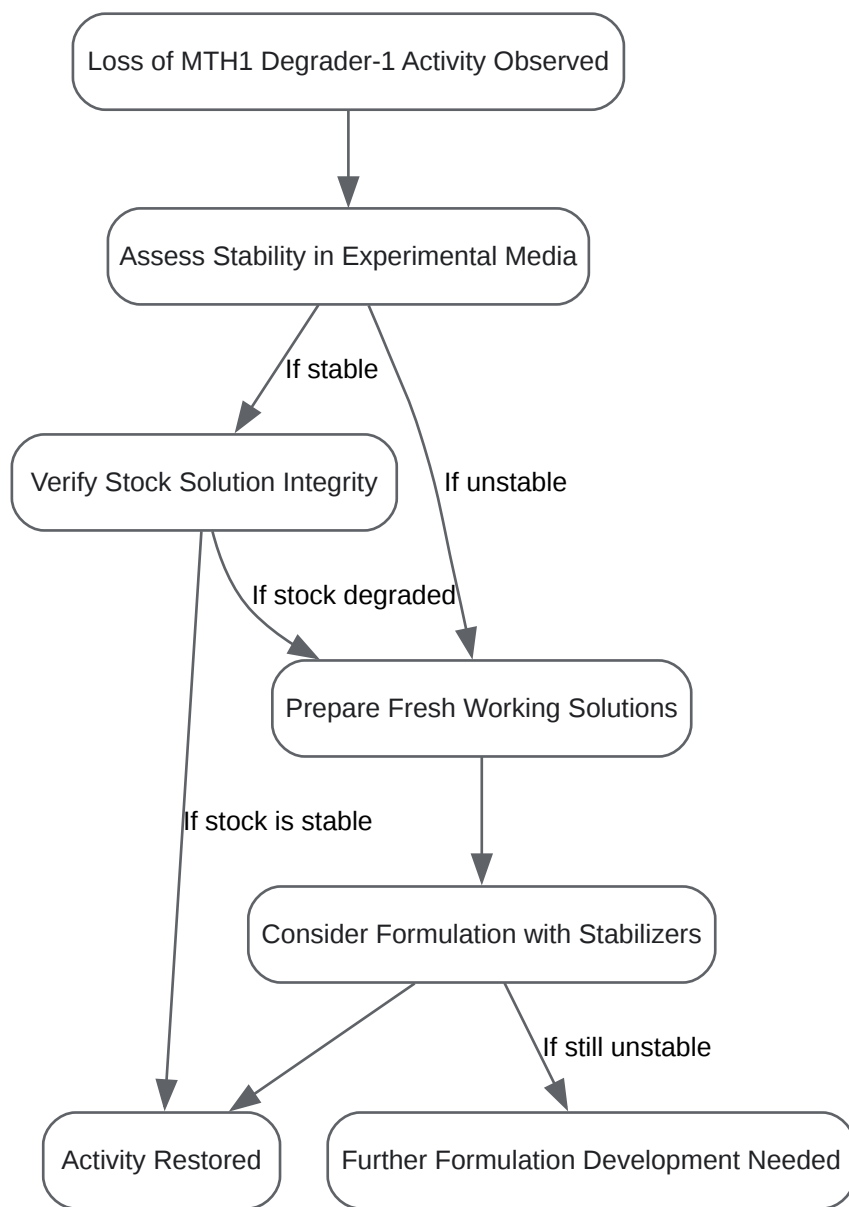 Loss of MTH1 Degrader-1 Activity Observed
Assess Stability in Experimental Media
If stable
Verify Stock Solution Integrity
If unstable
If stock degraded
Prepare Fresh Working Solutions
If stock is stable
Consider Formulation with Stabilizers
If still unstable
Activity Restored
Further Formulation Development Needed